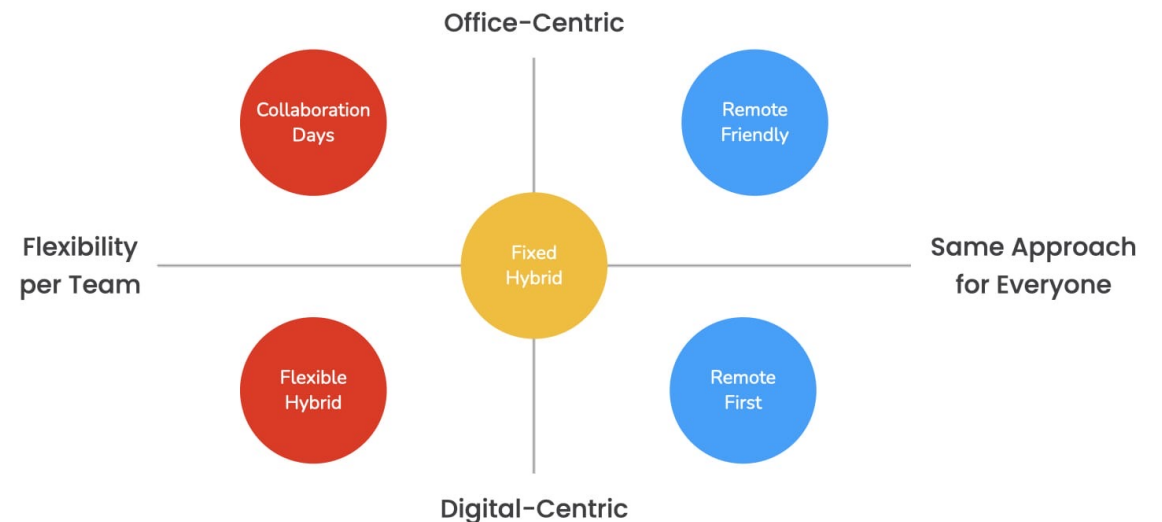 Office-Centric
Collaboration
Days
Remote
Friendly
Flexibility
per Team
Fixed
Hybrid
Same Approach
for Everyone
Flexible
Hybrid
Remote
First
Digital-Centric